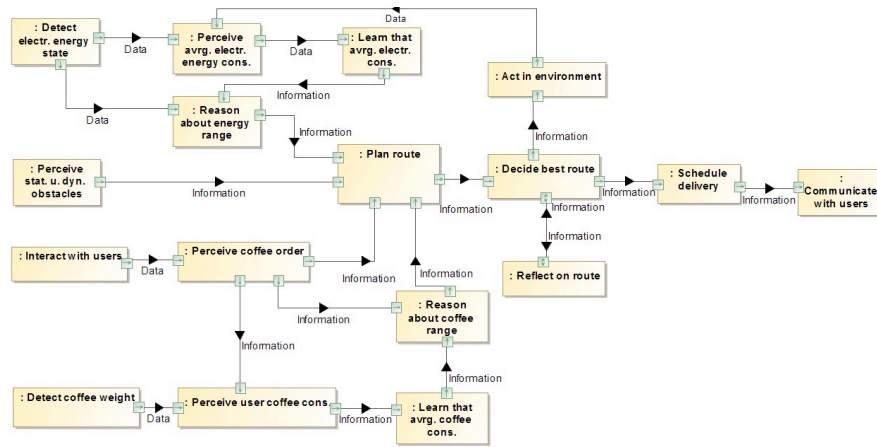 Data
: Detect
electr. energy
state
Data
: Perceive
avrg. electr.
energy cons.
Data
: Learn that
avrg. electr.
cons.
: Act in environment
Information
Data
: Reason
about energy
range
Information
Information
: Plan route
: Decide best route
: Schedule
delivery
:
Communicate
with users
: Perceive
stat. u. dyn.
obstacles
Information
Information
Information
Information
Information
Information
: Interact with users
Data
: Perceive coffee order
Information
Information
: Reflect on route
Information
: Reason
about coffee
range
Information
Information
: Detect coffee weight
Data
: Perceive user coffee cons.
Information
: Learn that
avrg. coffee
cons.